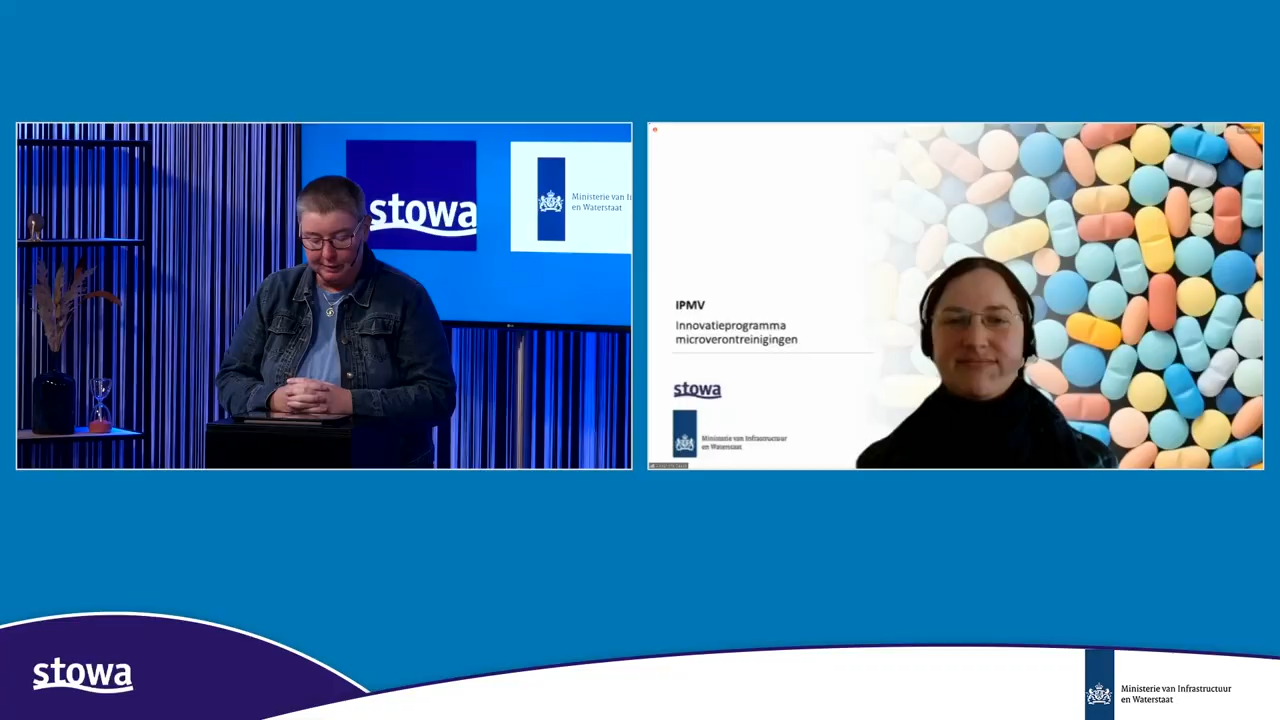 stowa
Ministerie van In
en Waterstaat
IPMV
Innovatieprogramma
microverontreinigingen
stowa
Ministerie van Infrastructuur
en Waterstaat
stowa
Ministerie van Infrastructuur
en Waterstaat